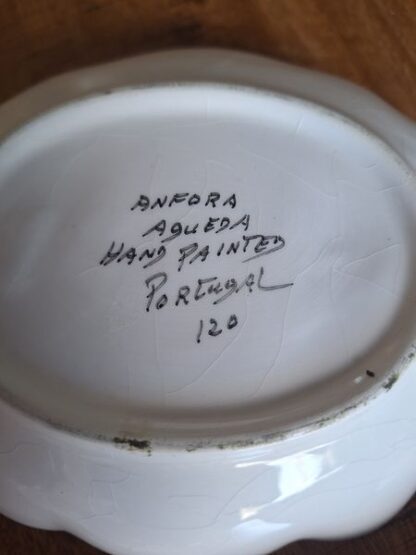 ANFORA
AGUEDA
HAND PAINTED
PORTUGAL
120